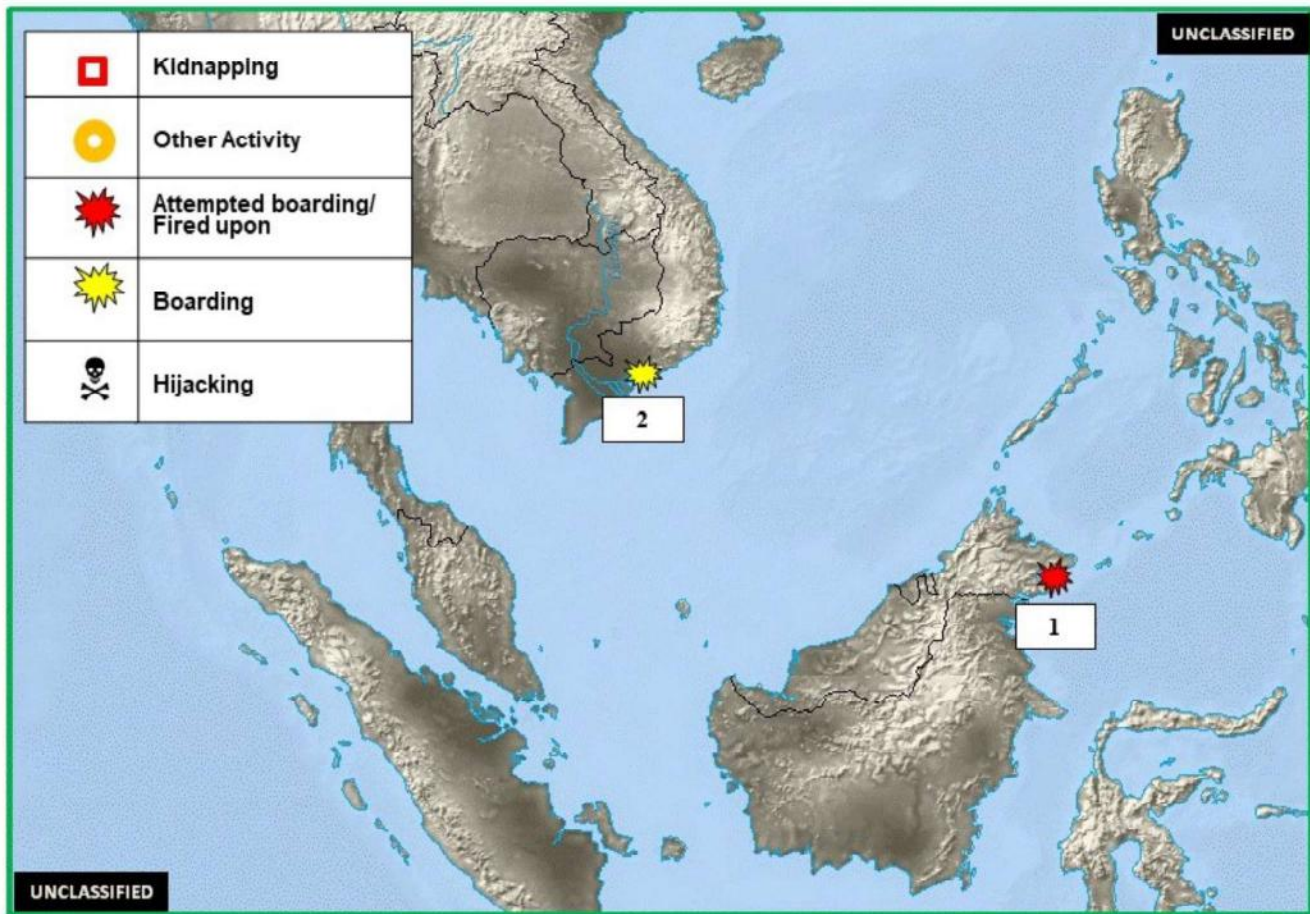 UNCLASSIFIED
Kidnapping
Other Activity
Attempted boarding/
Fired upon
Boarding
Hijacking
2
1
UNCLASSIFIED